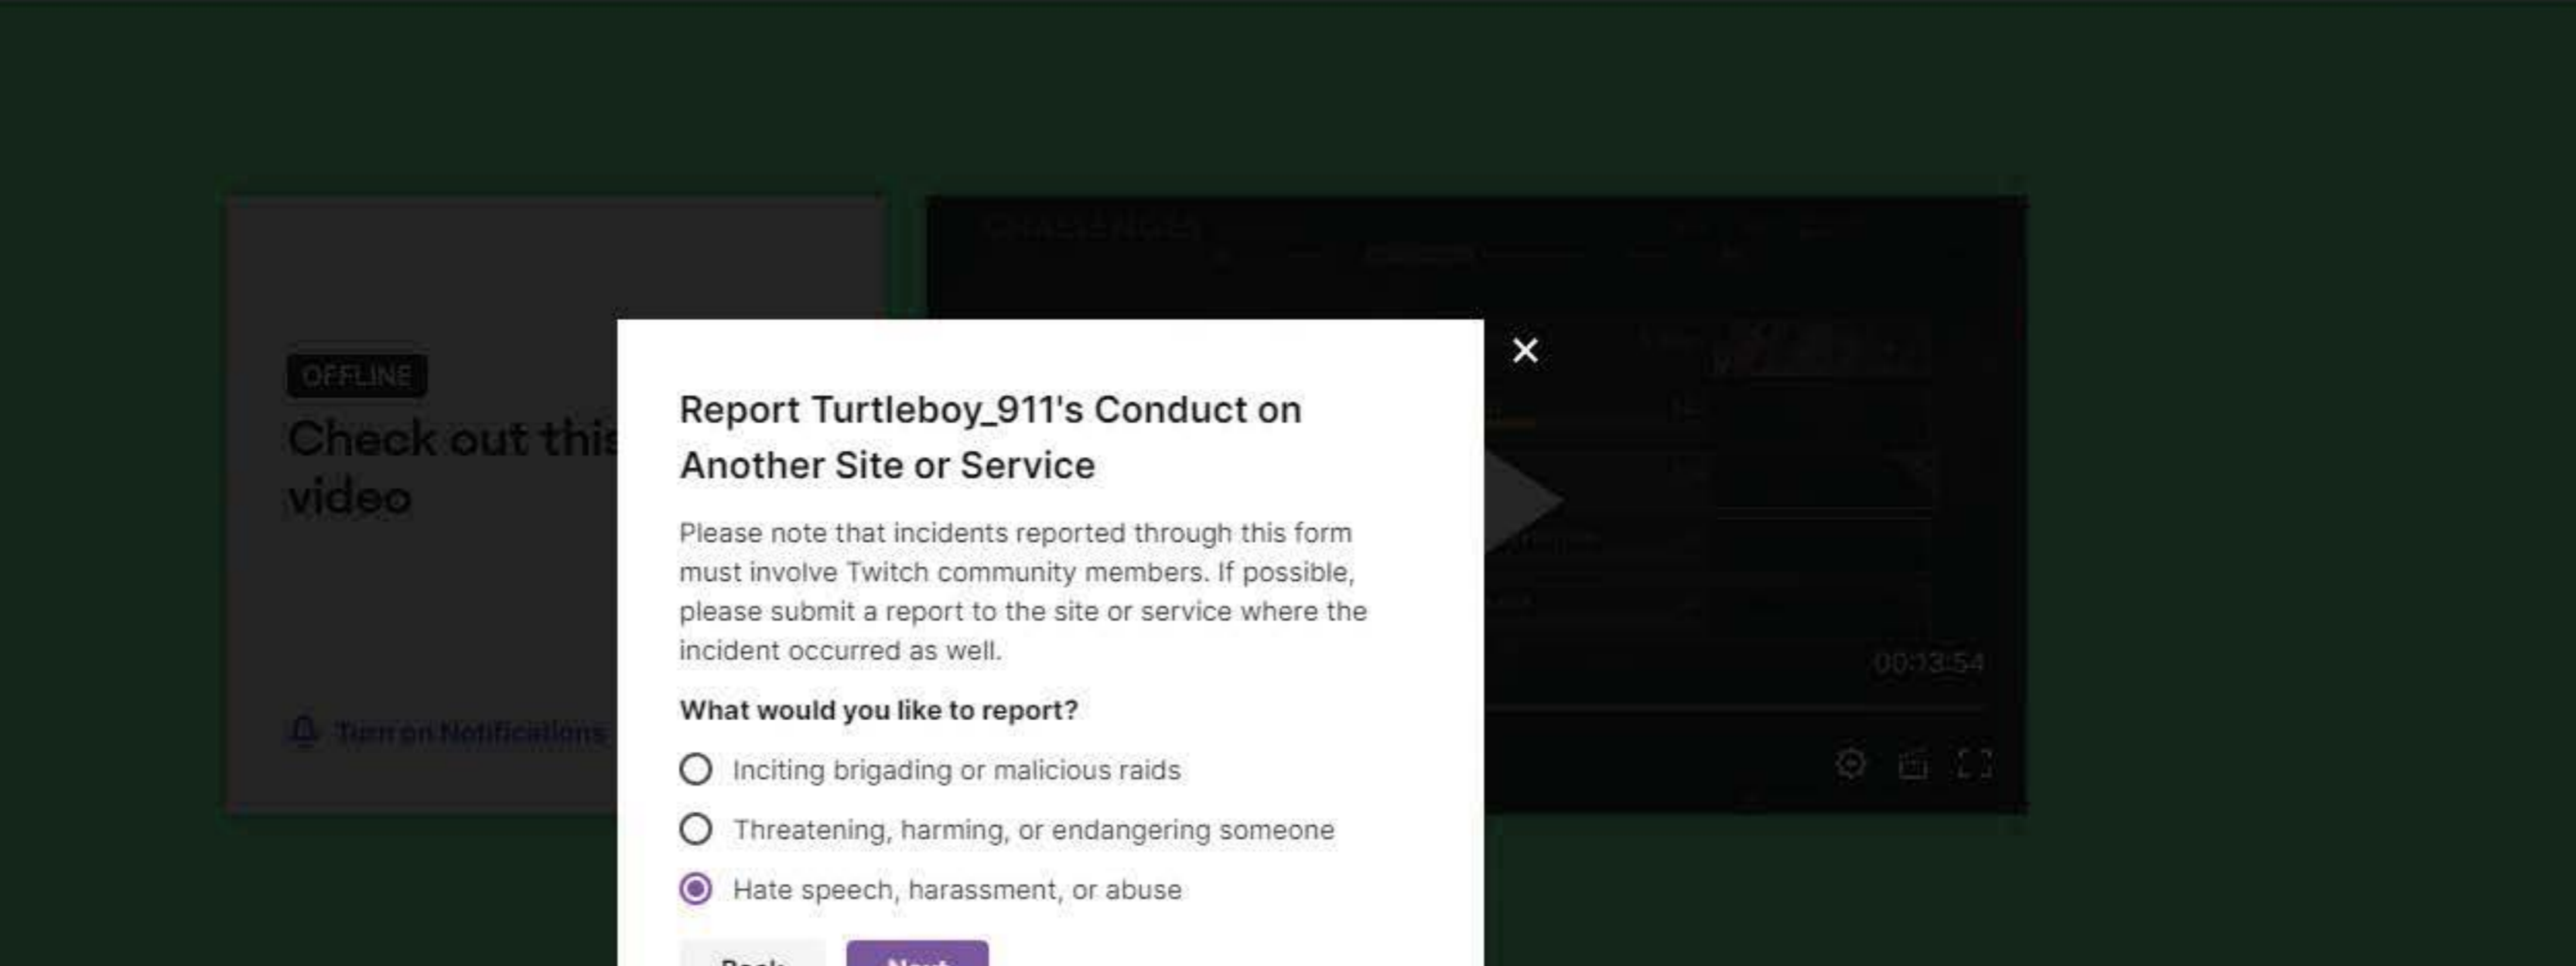 CHALLENGES
OFFLINE
Check out this
video
Turn on Notifications
00:13:54
Report Turtleboy_911's Conduct on
Another Site or Service
Please note that incidents reported through this form
must involve Twitch community members. If possible,
please submit a report to the site or service where the
incident occurred as well.
What would you like to report?
Inciting brigading or malicious raids
Threatening, harming, or endangering someone
Hate speech, harassment, or abuse
Back
Next